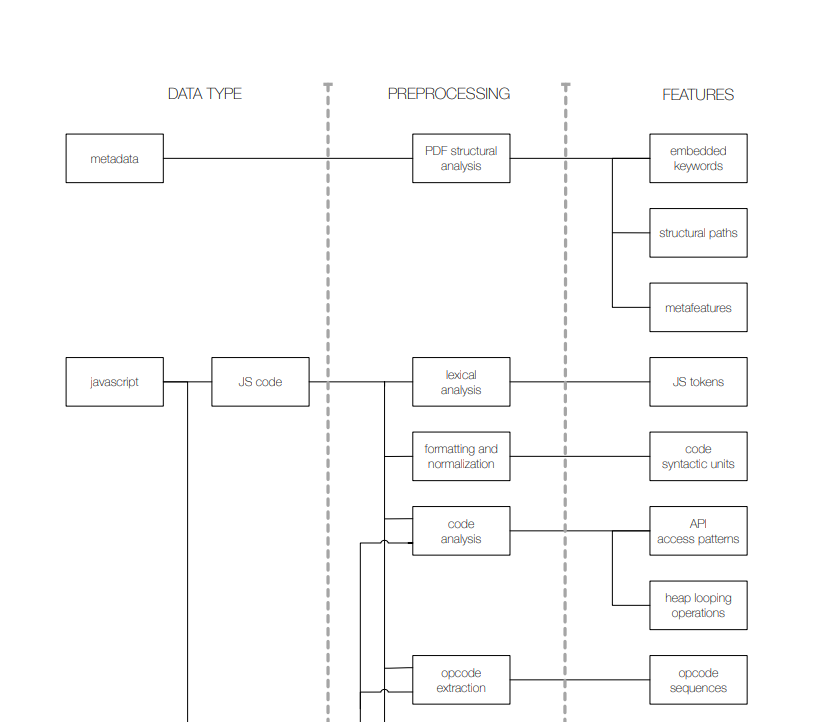 DATA TYPE
PREPROCESSING
FEATURES
metadata
PDF structural
analysis
embedded
keywords
structural paths
metafeatures
javascript
JS code
lexical
analysis
JS tokens
formatting and
normalization
code
syntactic units
code
analysis
API
access patterns
heap looping
operations
opcode
extraction
opcode
sequences